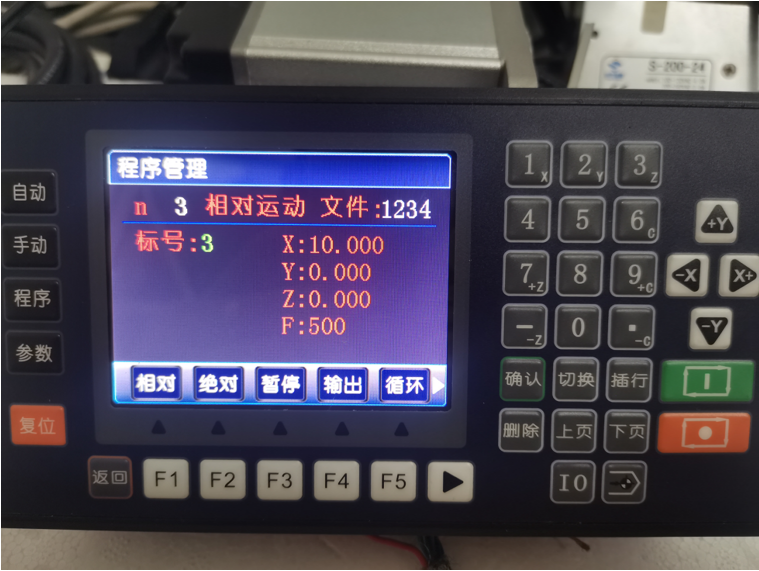 S-200-24
程序管理
n 3 相对运动 文件:1234
标号:3 X:10.000
Y:0.000
Z:0.000
F:500
相对 绝对 暂停 输出 循环
自动
手动
程序
参数
复位
返回 F1 F2 F3 F4 F5
1 X 2 Y 3 Z
4 5 6 C
7 +Z 8 9 +C
- -Z 0 . -C
+Y
-X X+
-Y
确认 切换 插行
删除 上页 下页
IO